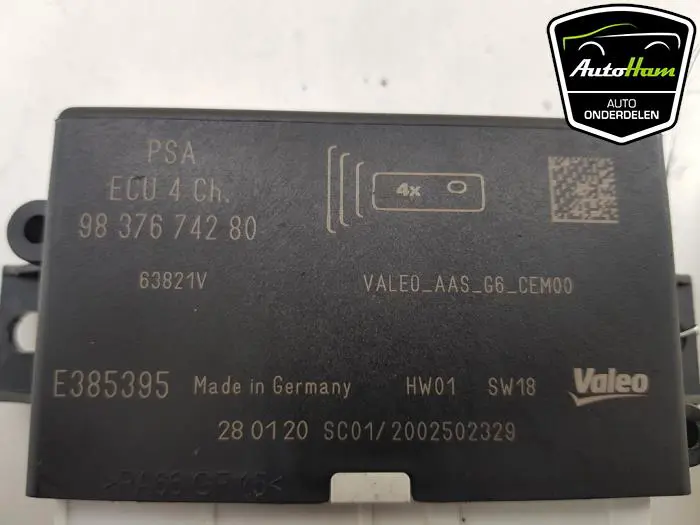 AutoHam
AUTO
ONDERDELEN
PSA
ECU 4 Ch.
98 376 742 80
4x
63821V
VALEO_AAS_G6_CEM00
E385395 Made in Germany HW01 SW18 Valeo
28 01 20 SC01/2002502329